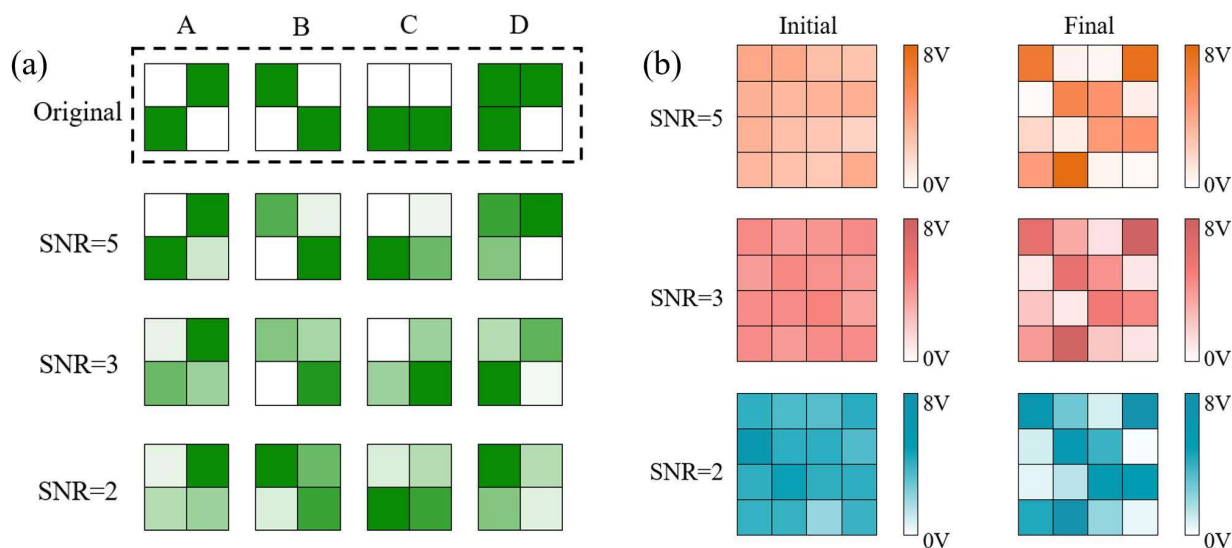 (a)
A B C D
Original
SNR=5
SNR=3
SNR=2
(b)
Initial Final
SNR=5
8V
0V
8V
0V
SNR=3
8V
0V
8V
0V
SNR=2
8V
0V
8V
0V